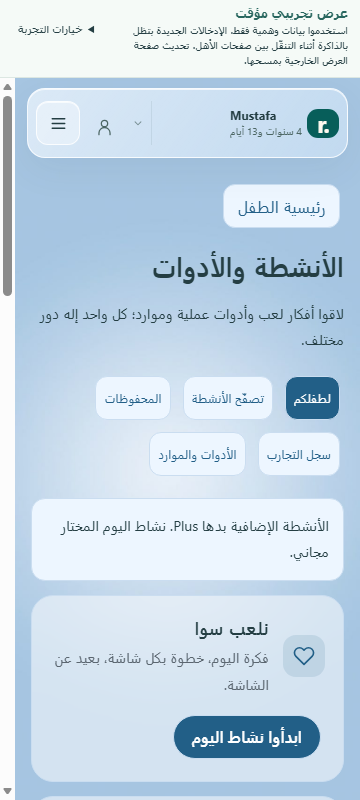 عرض تجريبي مؤقت
استخدموا بيانات وهمية فقط. الإدخالات الجديدة بتظل
بالذاكرة أثناء التنقّل بين صفحات الأهل. تحديث صفحة
العرض الخارجية بمسحها.
◀ خيارات التجربة
r.
Mustafa
4 سنوات و13 أيام
رئيسية الطفل
الأنشطة والأدوات
لاقوا أفكار لعب وأدوات عملية وموارد؛ كل واحد إله دور
مختلف.
لطفلكم
تصفّح الأنشطة
المحفوظات
سجل التجارب
الأدوات والموارد
الأنشطة الإضافية بدها Plus. نشاط اليوم المختار
مجاني.
نلعب سوا
فكرة اليوم، خطوة بكل شاشة، بعيد عن
الشاشة.
ابدأوا نشاط اليوم